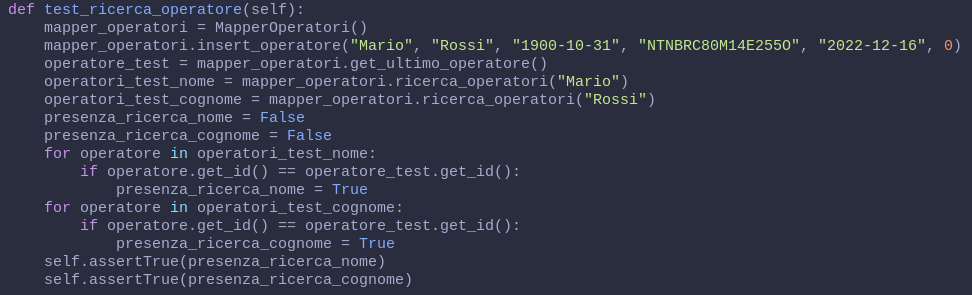 def test_ricerca_operatore(self):
    mapper_operatori = MapperOperatori()
    mapper_operatori.insert_operatore("Mario", "Rossi", "1900-10-31", "NTNBRC80M14E255O", "2022-12-16", 0)
    operatore_test = mapper_operatori.get_ultimo_operatore()
    operatori_test_nome = mapper_operatori.ricerca_operatori("Mario")
    operatori_test_cognome = mapper_operatori.ricerca_operatori("Rossi")
    presenza_ricerca_nome = False
    presenza_ricerca_cognome = False
    for operatore in operatori_test_nome:
        if operatore.get_id() == operatore_test.get_id():
            presenza_ricerca_nome = True
    for operatore in operatori_test_cognome:
        if operatore.get_id() == operatore_test.get_id():
            presenza_ricerca_cognome = True
    self.assertTrue(presenza_ricerca_nome)
    self.assertTrue(presenza_ricerca_cognome)